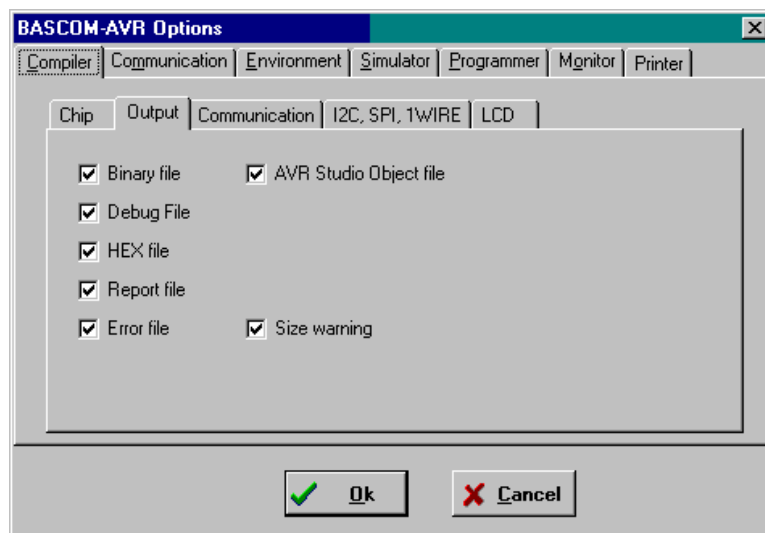 BASCOM-AVR Options
Compiler Communication Environment Simulator Programmer Monitor Printer
Chip Output Communication I2C, SPI, 1WIRE LCD
Binary file AVR Studio Object file
Debug File
HEX file
Report file
Error file Size warning
Ok Cancel